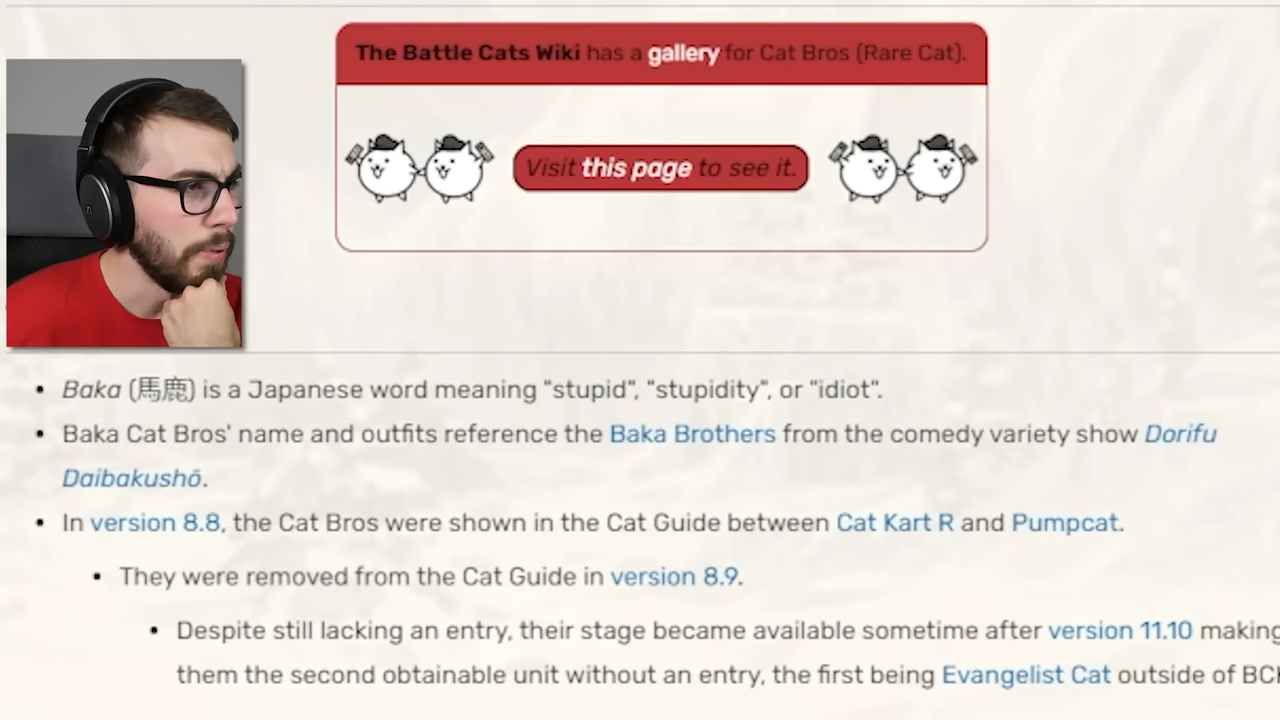 The Battle Cats Wiki has a gallery for Cat Bros (Rare Cat).
Visit this page to see it.
• Baka (馬鹿) is a Japanese word meaning "stupid", "stupidity", or "idiot".
• Baka Cat Bros' name and outfits reference the Baka Brothers from the comedy variety show Dorifu
Daibakushō.
• In version 8.8, the Cat Bros were shown in the Cat Guide between Cat Kart R and Pumpcat.
• They were removed from the Cat Guide in version 8.9.
• Despite still lacking an entry, their stage became available sometime after version 11.10 making
them the second obtainable unit without an entry, the first being Evangelist Cat outside of